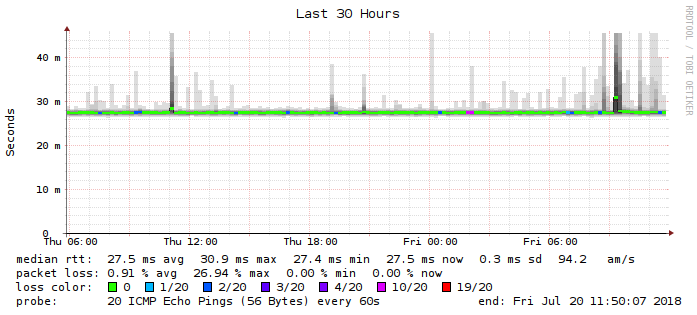 Last 30 Hours
RRDTOOL / TOBI OETIKER
Seconds
40 m
30 m
20 m
10 m
0
Thu 06:00 Thu 12:00 Thu 18:00 Fri 00:00 Fri 06:00
median rtt: 27.5 ms avg 30.9 ms max 27.4 ms min 27.5 ms now 0.3 ms sd 94.2 am/s
packet loss: 0.91 % avg 26.94 % max 0.00 % min 0.00 % now
loss color: 0 1/20 2/20 3/20 4/20 10/20 19/20
probe: 20 ICMP Echo Pings (56 Bytes) every 60s end: Fri Jul 20 11:50:07 2018